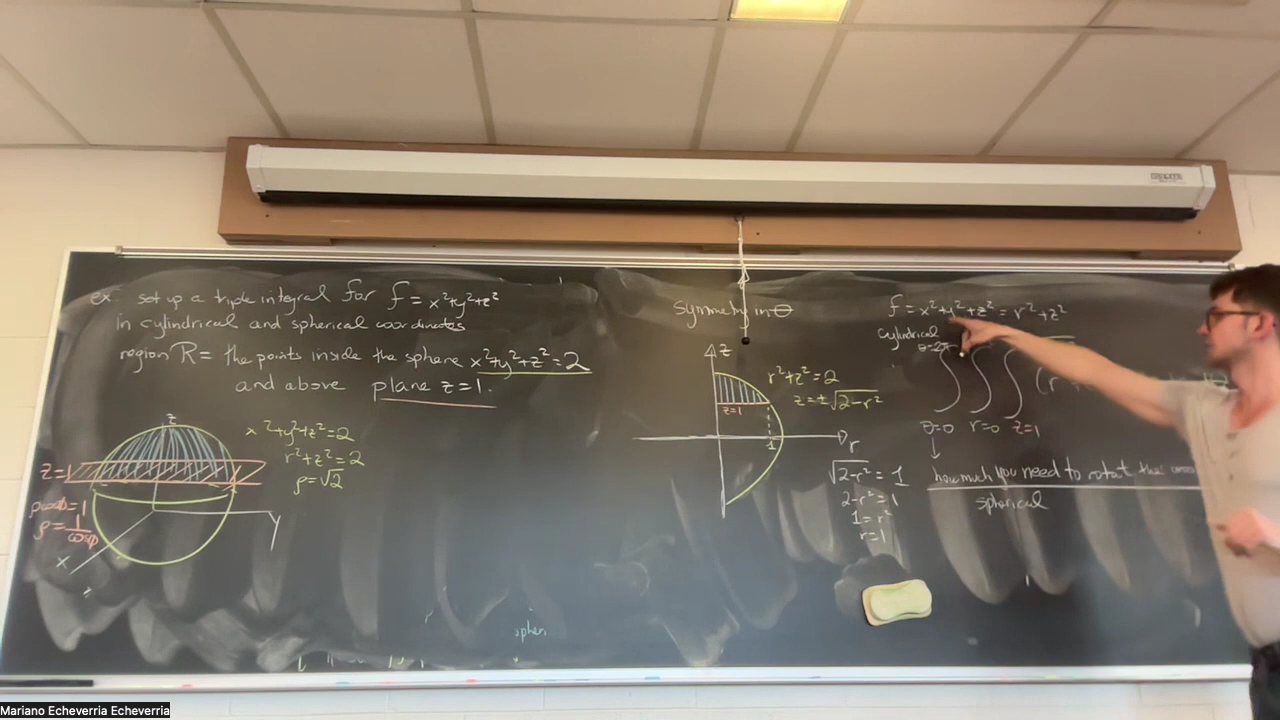 ex. set up a triple integral for f = x²+y²+z²
in cylindrical and spherical coordinates
region R = the points inside the sphere x²+y²+z² = 2
and above plane z=1.
z
z=1
x²+y²+z²=2
r²+z²=2
ρ=√2
ρcosφ=1
ρ=1/cosφ
x
y
spheri
symmetry in θ
z
r²+z²=2
z=±√2-r²
z=1
1
r
√2-r² = 1
2-r²=1
1=r²
r=1
f = x²+y²+z² = r²+z²
cylindrical
∫ ∫ ∫ (r
θ=0 r=0 z=1
how much you need to rotate the
spherical
Mariano Echeverria Echeverria